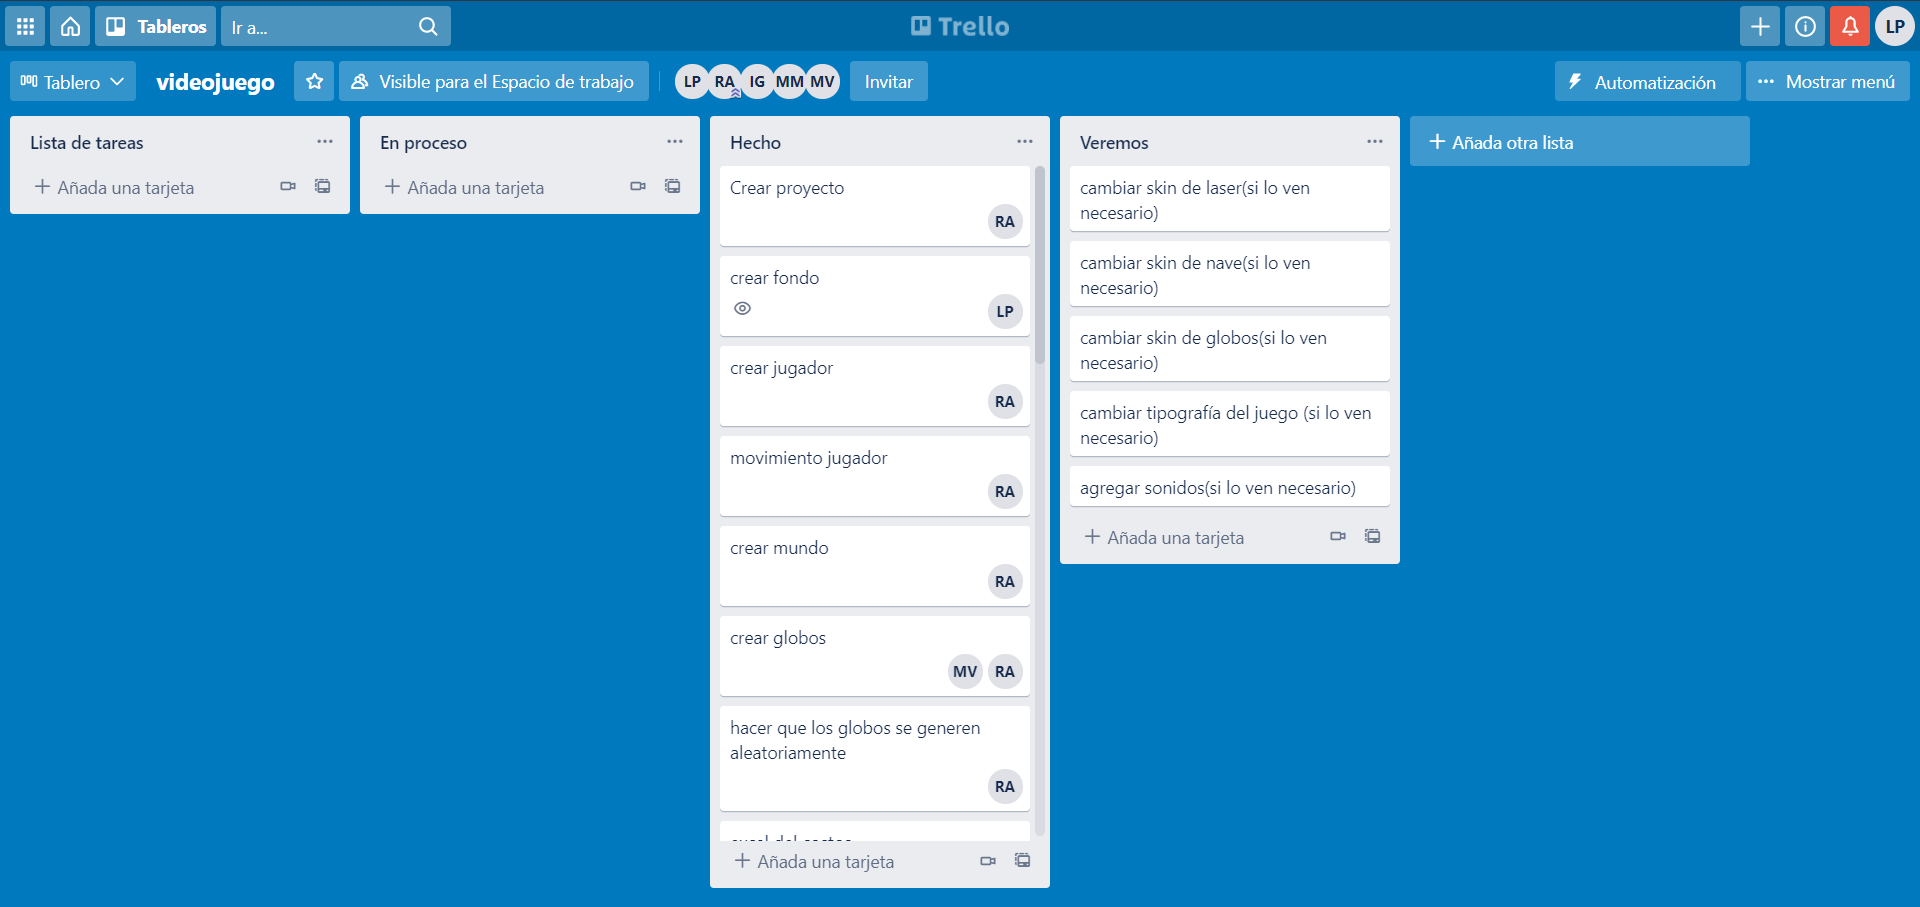 Tableros
Ir a...
Trello
LP
Tablero
videojuego
Visible para el Espacio de trabajo
LP RA IG MM MV
Invitar
Automatización
Mostrar menú
Lista de tareas
Añada una tarjeta
En proceso
Añada una tarjeta
Hecho
Crear proyecto
RA
crear fondo
LP
crear jugador
RA
movimiento jugador
RA
crear mundo
RA
crear globos
MV RA
hacer que los globos se generen
aleatoriamente
RA
Añada una tarjeta
Veremos
cambiar skin de laser(si lo ven
necesario)
cambiar skin de nave(si lo ven
necesario)
cambiar skin de globos(si lo ven
necesario)
cambiar tipografía del juego (si lo ven
necesario)
agregar sonidos(si lo ven necesario)
Añada una tarjeta
Añada otra lista